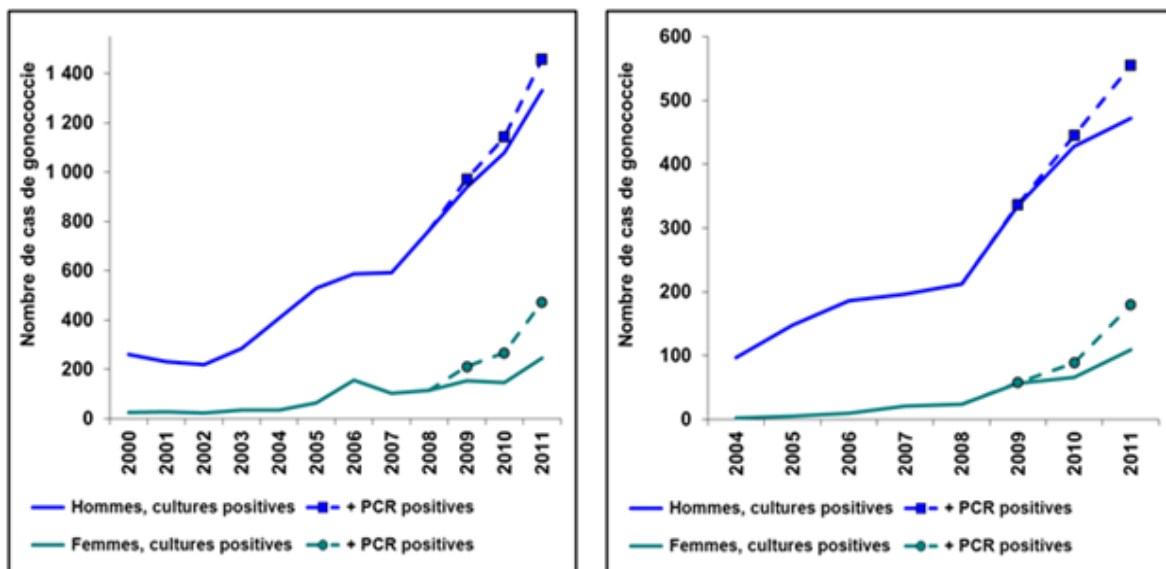 Nombre de cas de gonococcie
1 400
1 200
1 000
800
600
400
200
0
2000 2001 2002 2003 2004 2005 2006 2007 2008 2009 2010 2011
Hommes, cultures positives + PCR positives
Femmes, cultures positives + PCR positives
Nombre de cas de gonococcie
600
500
400
300
200
100
0
2004 2005 2006 2007 2008 2009 2010 2011
Hommes, cultures positives + PCR positives
Femmes, cultures positives + PCR positives